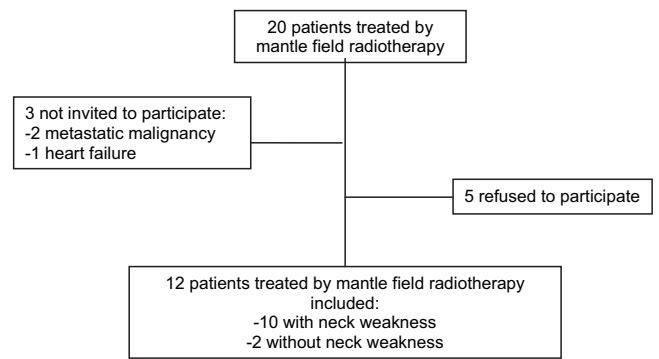 20 patients treated by
mantle field radiotherapy
3 not invited to participate:
-2 metastatic malignancy
-1 heart failure
5 refused to participate
12 patients treated by mantle field radiotherapy
included:
-10 with neck weakness
-2 without neck weakness